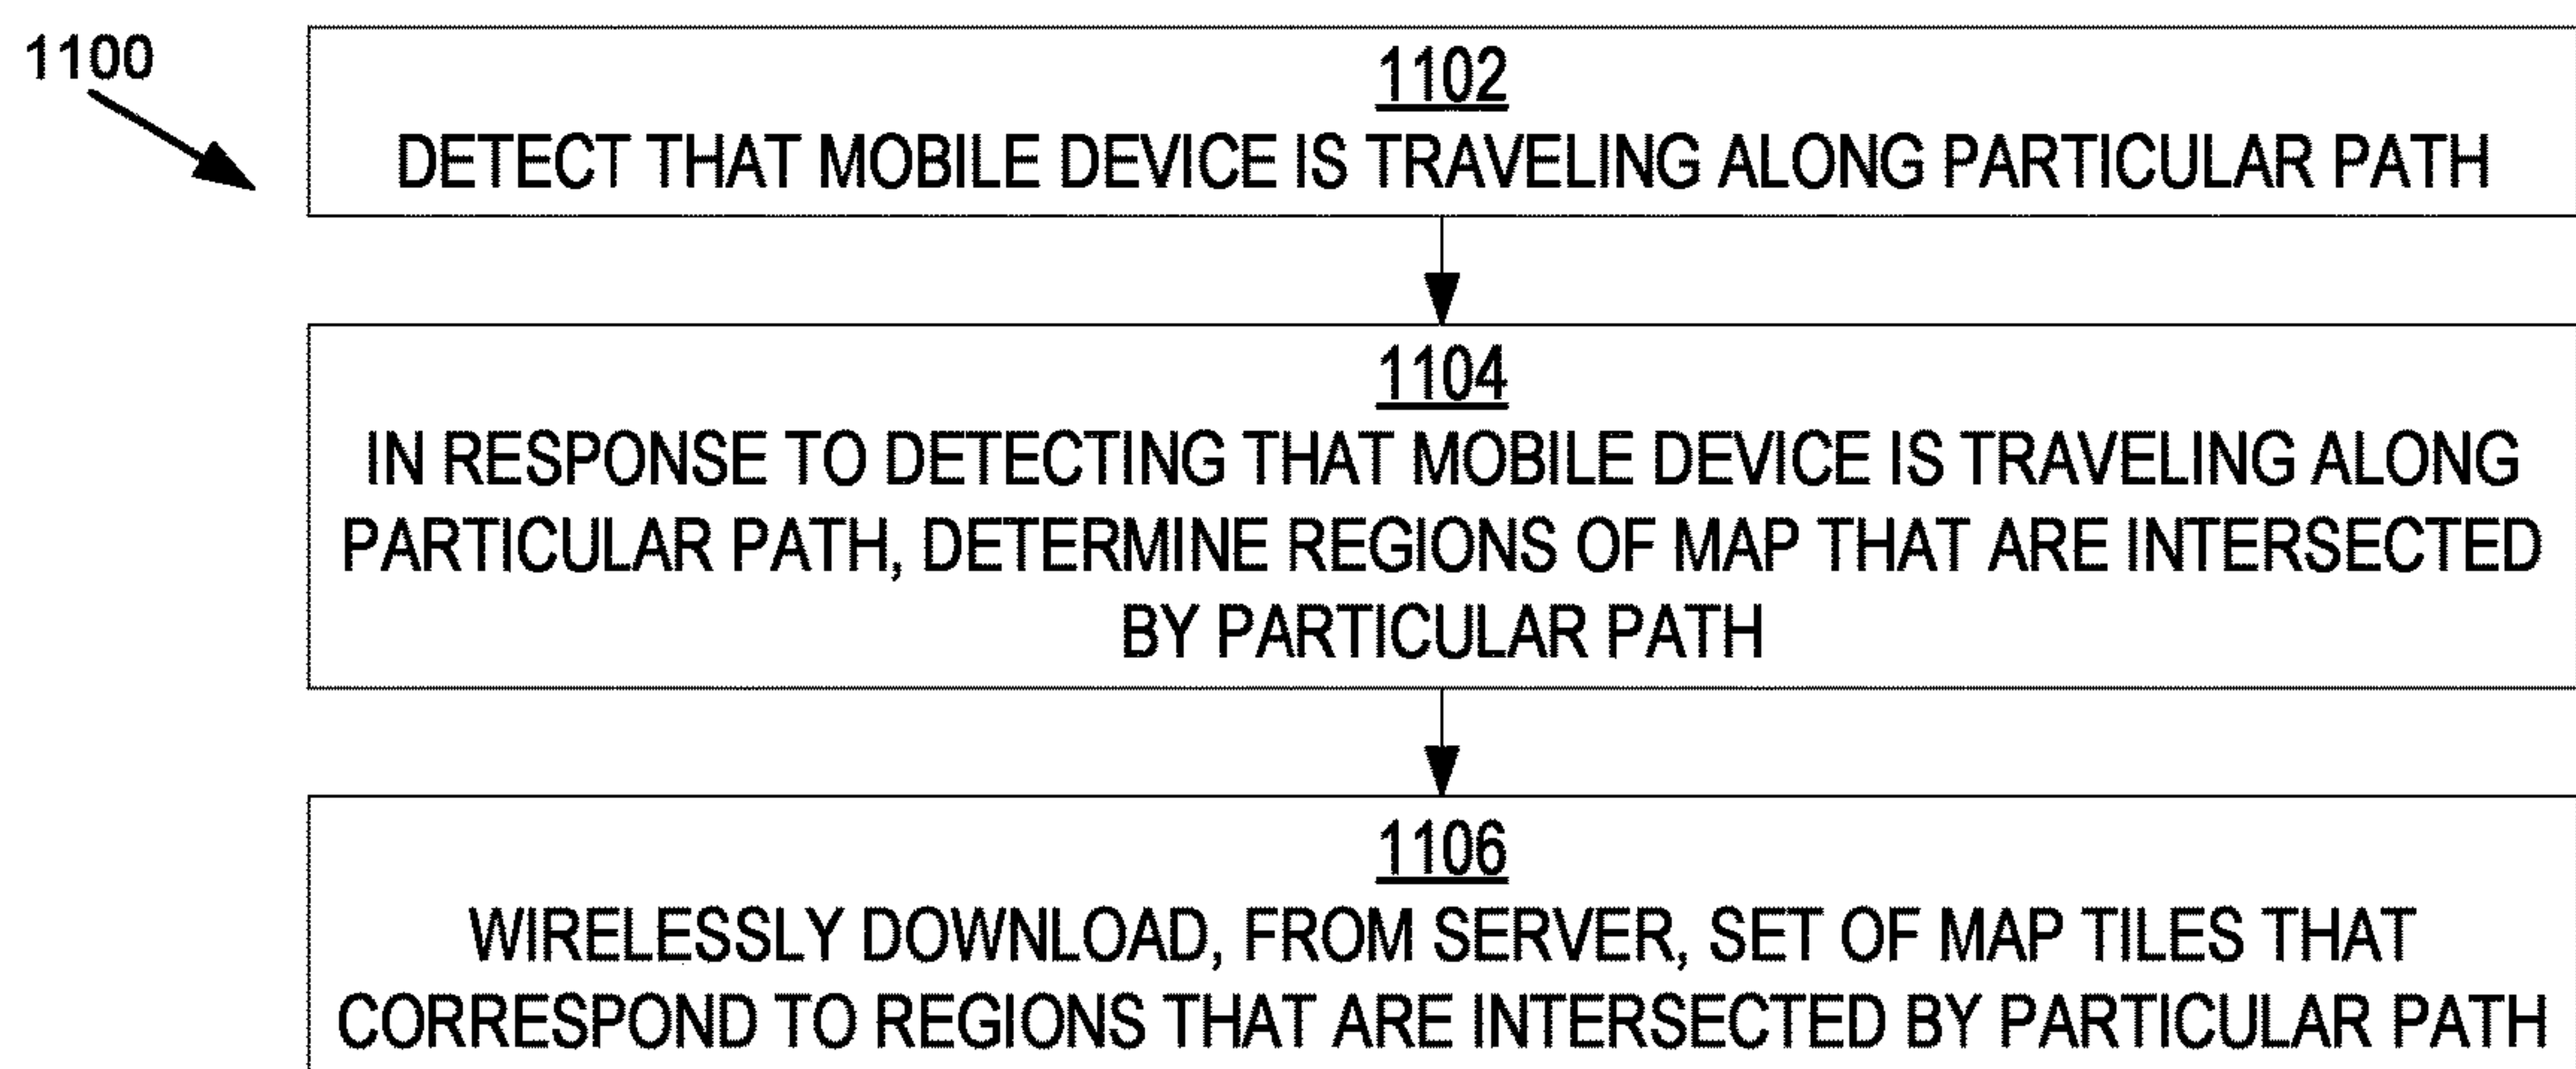 1100
1102
DETECT THAT MOBILE DEVICE IS TRAVELING ALONG PARTICULAR PATH
1104
IN RESPONSE TO DETECTING THAT MOBILE DEVICE IS TRAVELING ALONG
PARTICULAR PATH, DETERMINE REGIONS OF MAP THAT ARE INTERSECTED
BY PARTICULAR PATH
1106
WIRELESSLY DOWNLOAD, FROM SERVER, SET OF MAP TILES THAT
CORRESPOND TO REGIONS THAT ARE INTERSECTED BY PARTICULAR PATH